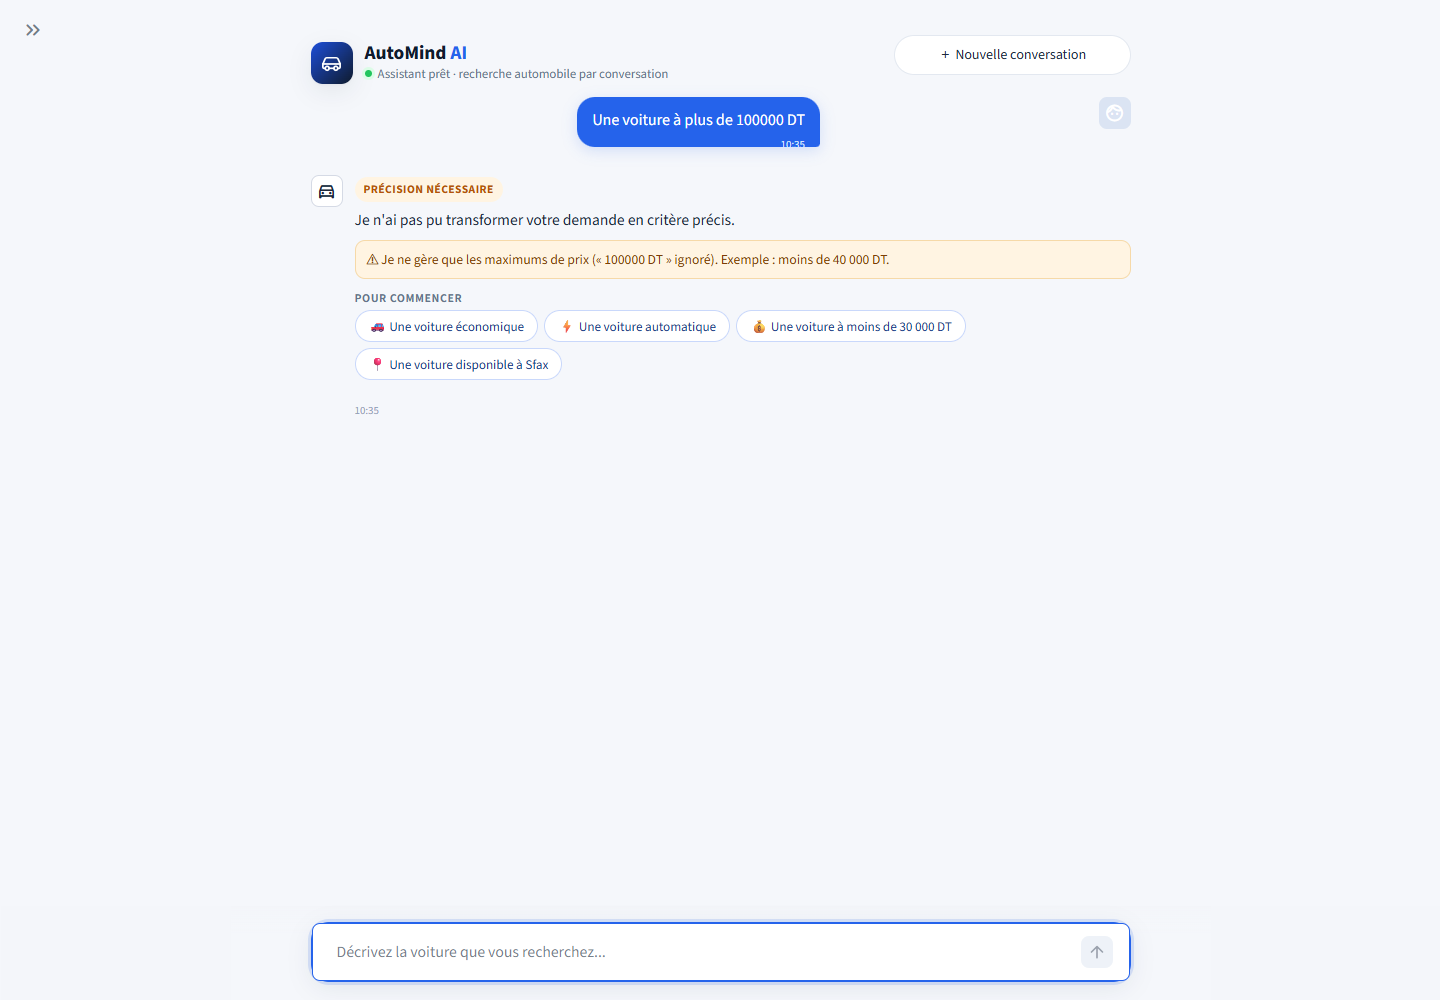 AutoMind AI
Assistant prêt · recherche automobile par conversation
+ Nouvelle conversation
Une voiture à plus de 100000 DT
10:35
PRÉCISION NÉCESSAIRE
Je n'ai pas pu transformer votre demande en critère précis.
⚠ Je ne gère que les maximums de prix (« 100000 DT » ignoré). Exemple : moins de 40 000 DT.
POUR COMMENCER
🚗 Une voiture économique
⚡ Une voiture automatique
💰 Une voiture à moins de 30 000 DT
📍 Une voiture disponible à Sfax
10:35
Décrivez la voiture que vous recherchez...